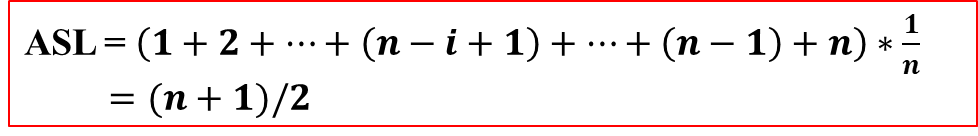 ASL = (1 + 2 + ⋯ + (n − i + 1) + ⋯ + (n − 1) + n) ∗ 1/n
= (n + 1)/2